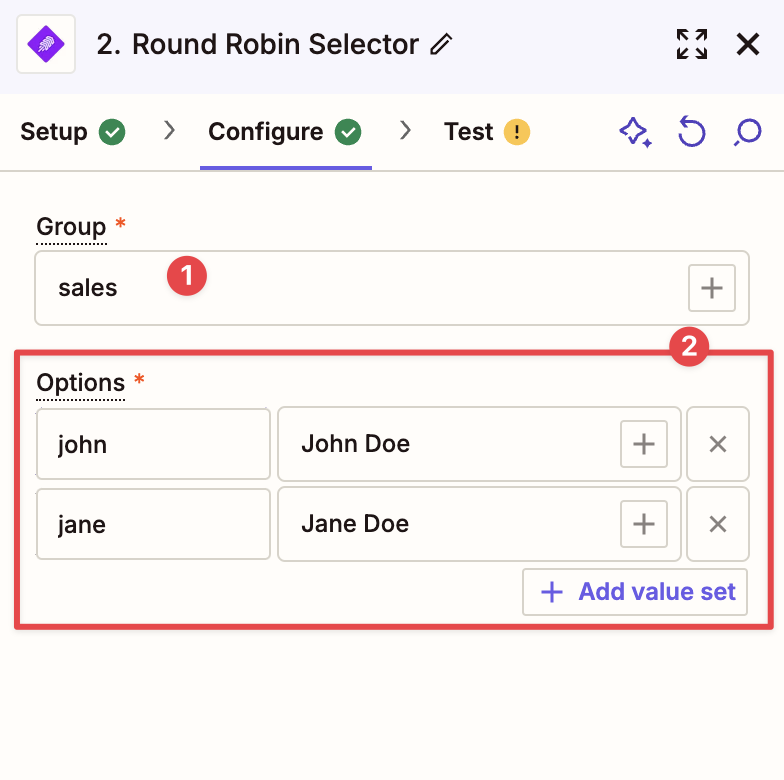 2. Round Robin Selector
Setup Configure Test !
Group *
sales 1
2
Options *
john John Doe
jane Jane Doe
+ Add value set